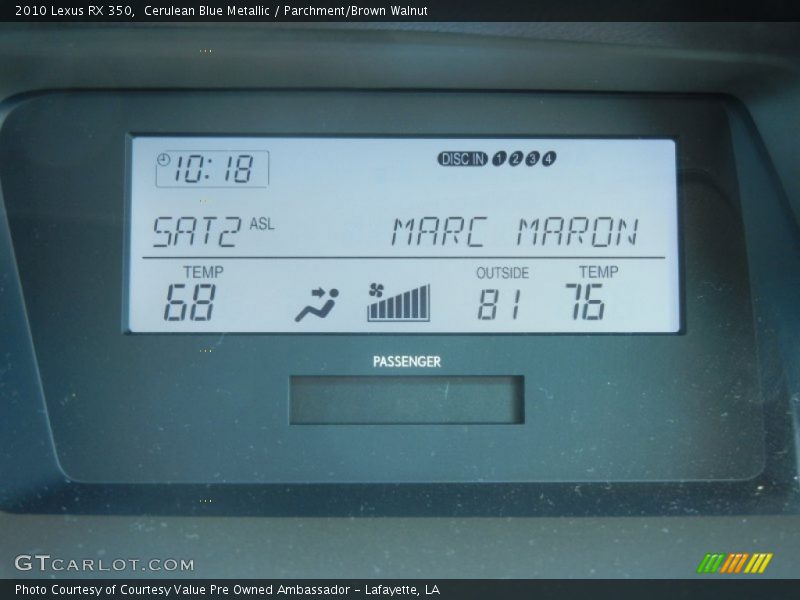 2010 Lexus RX 350,  Cerulean Blue Metallic / Parchment/Brown Walnut
10:18 DISC IN 1 2 3 4
SAT2 ASL MARC MARON
TEMP OUTSIDE TEMP
68 81 76
PASSENGER
GTCARLOT.COM
Photo Courtesy of Courtesy Value Pre Owned Ambassador - Lafayette, LA